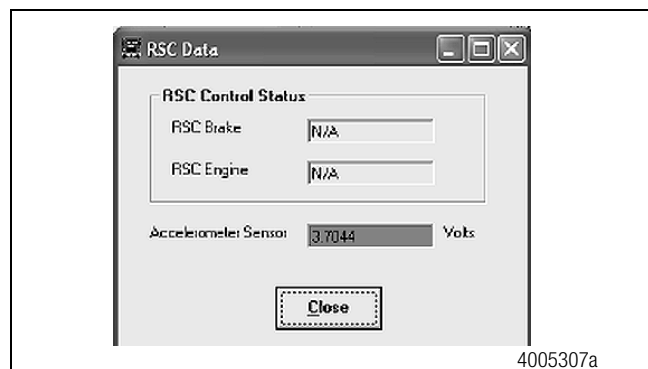 RSC Data
RSC Control Status
RSC Brake N/A
RSC Engine N/A
Accelerometer Sensor 3.7044 Volts
Close
4005307a